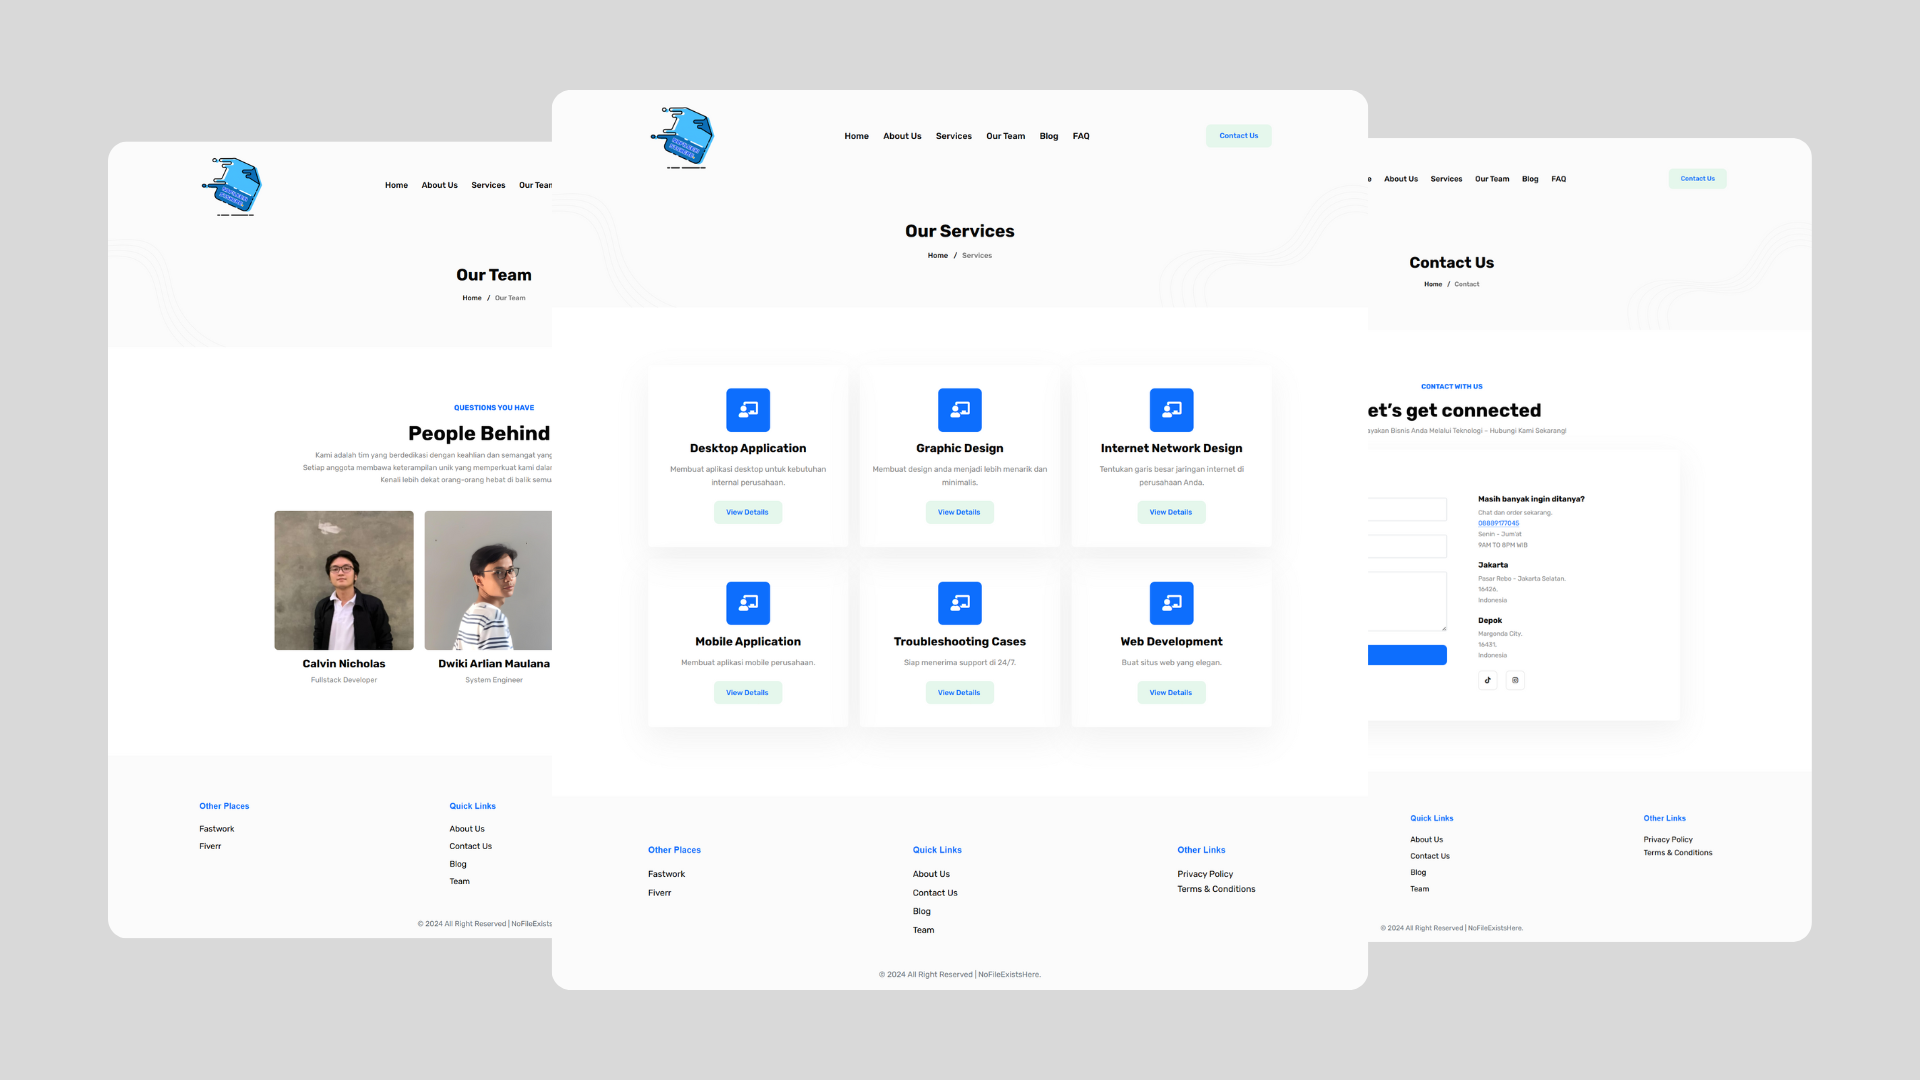 Home
About Us
Services
Our Team
Our Team
Home / Our Team
QUESTIONS YOU HAVE
People Behind
Kami adalah tim yang berdedikasi dengan keahlian dan semangat yang
Setiap anggota membawa keterampilan unik yang memperkuat kami dalam
Kenali lebih dekat orang-orang hebat di balik semu
Calvin Nicholas
Fullstack Developer
Dwiki Arlian Maulana
System Engineer
Other Places
Fastwork
Fiverr
Quick Links
About Us
Contact Us
Blog
Team
© 2024 All Right Reserved | NoFileExists
Home
About Us
Services
Our Team
Blog
FAQ
Contact Us
Our Services
Home / Services
Desktop Application
Membuat aplikasi desktop untuk kebutuhan
internal perusahaan.
View Details
Graphic Design
Membuat design anda menjadi lebih menarik dan
minimalis.
View Details
Internet Network Design
Tentukan garis besar jaringan internet di
perusahaan Anda.
View Details
Mobile Application
Membuat aplikasi mobile perusahaan.
View Details
Troubleshooting Cases
Siap menerima support di 24/7.
View Details
Web Development
Buat situs web yang elegan.
View Details
Other Places
Fastwork
Fiverr
Quick Links
About Us
Contact Us
Blog
Team
Other Links
Privacy Policy
Terms & Conditions
© 2024 All Right Reserved | NoFileExistsHere.
About Us
Services
Our Team
Blog
FAQ
Contact Us
Contact Us
Home / Contact
CONTACT WITH US
et's get connected
ayakan Bisnis Anda Melalui Teknologi – Hubungi Kami Sekarang!
Masih banyak ingin ditanya?
Chat dan order sekarang.
08889177045
Senin - Jum'at
9AM TO 8PM WIB
Jakarta
Pasar Rebo - Jakarta Selatan.
16426,
Indonesia
Depok
Margonda City.
16431,
Indonesia
Quick Links
About Us
Contact Us
Blog
Team
Other Links
Privacy Policy
Terms & Conditions
© 2024 All Right Reserved | NoFileExistsHere.